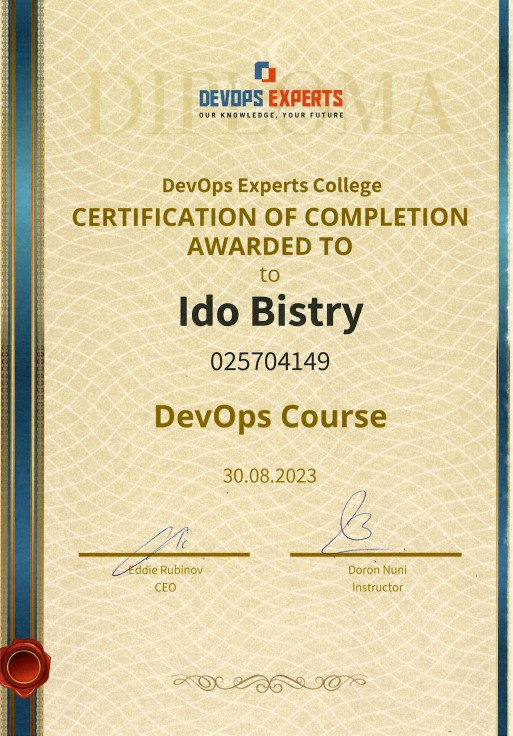 DIPLOMA
DEVOPS EXPERTS
OUR KNOWLEDGE, YOUR FUTURE
DevOps Experts College
CERTIFICATION OF COMPLETION
AWARDED TO
to
Ido Bistry
025704149
DevOps Course
30.08.2023
Eddie Rubinov
CEO
Doron Nuni
Instructor